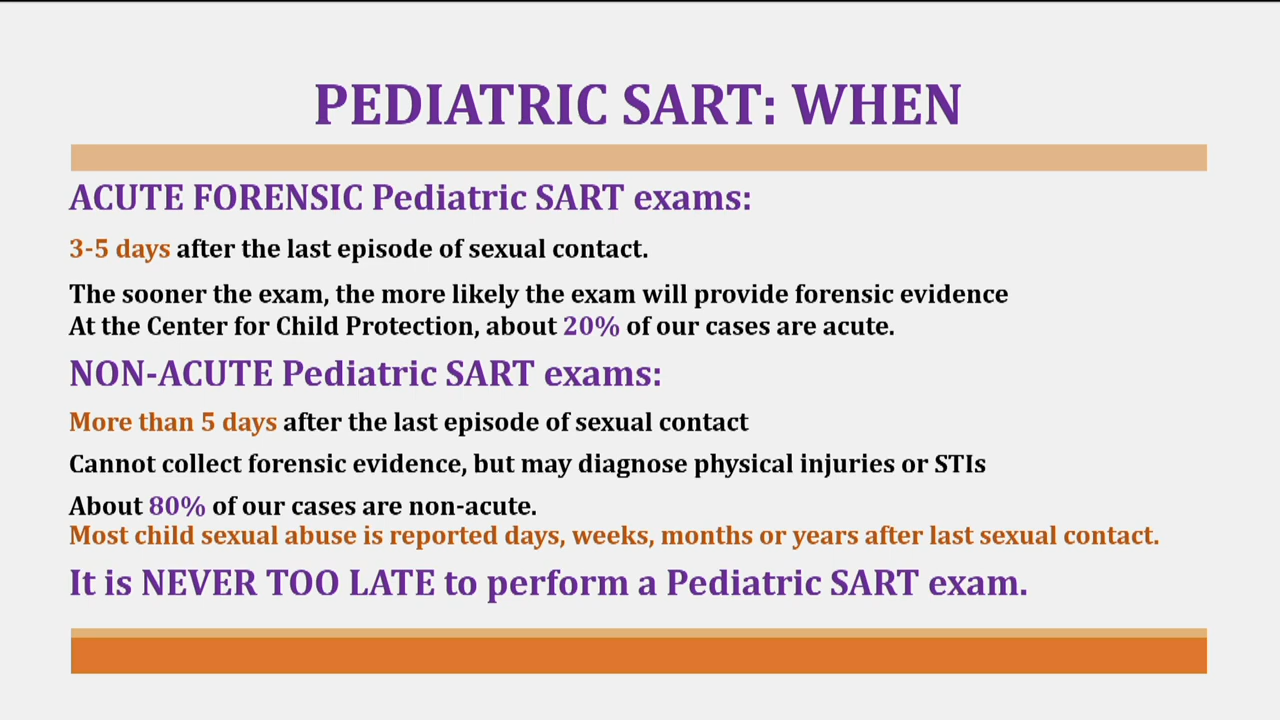 PEDIATRIC SART: WHEN
ACUTE FORENSIC Pediatric SART exams:
3-5 days after the last episode of sexual contact.
The sooner the exam, the more likely the exam will provide forensic evidence
At the Center for Child Protection, about 20% of our cases are acute.
NON-ACUTE Pediatric SART exams:
More than 5 days after the last episode of sexual contact
Cannot collect forensic evidence, but may diagnose physical injuries or STIs
About 80% of our cases are non-acute.
Most child sexual abuse is reported days, weeks, months or years after last sexual contact.
It is NEVER TOO LATE to perform a Pediatric SART exam.